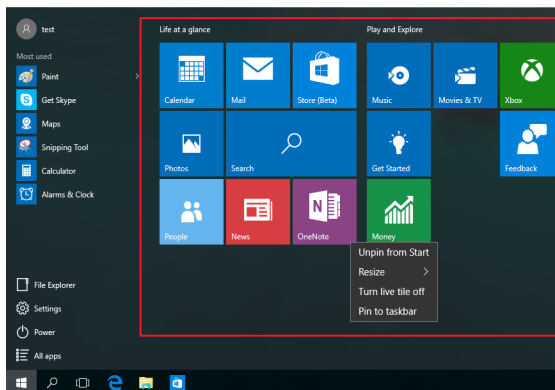 test
Most used
Paint
Get Skype
Maps
Snipping Tool
Calculator
Alarms & Clock
File Explorer
Settings
Power
All apps
Life at a glance
Calendar
Mail
Store (Beta)
Photos
Search
People
News
OneNote
Play and Explore
Music
Movies & TV
Xbox
Get Started
Feedback
Money
Unpin from Start
Resize
Turn live tile off
Pin to taskbar